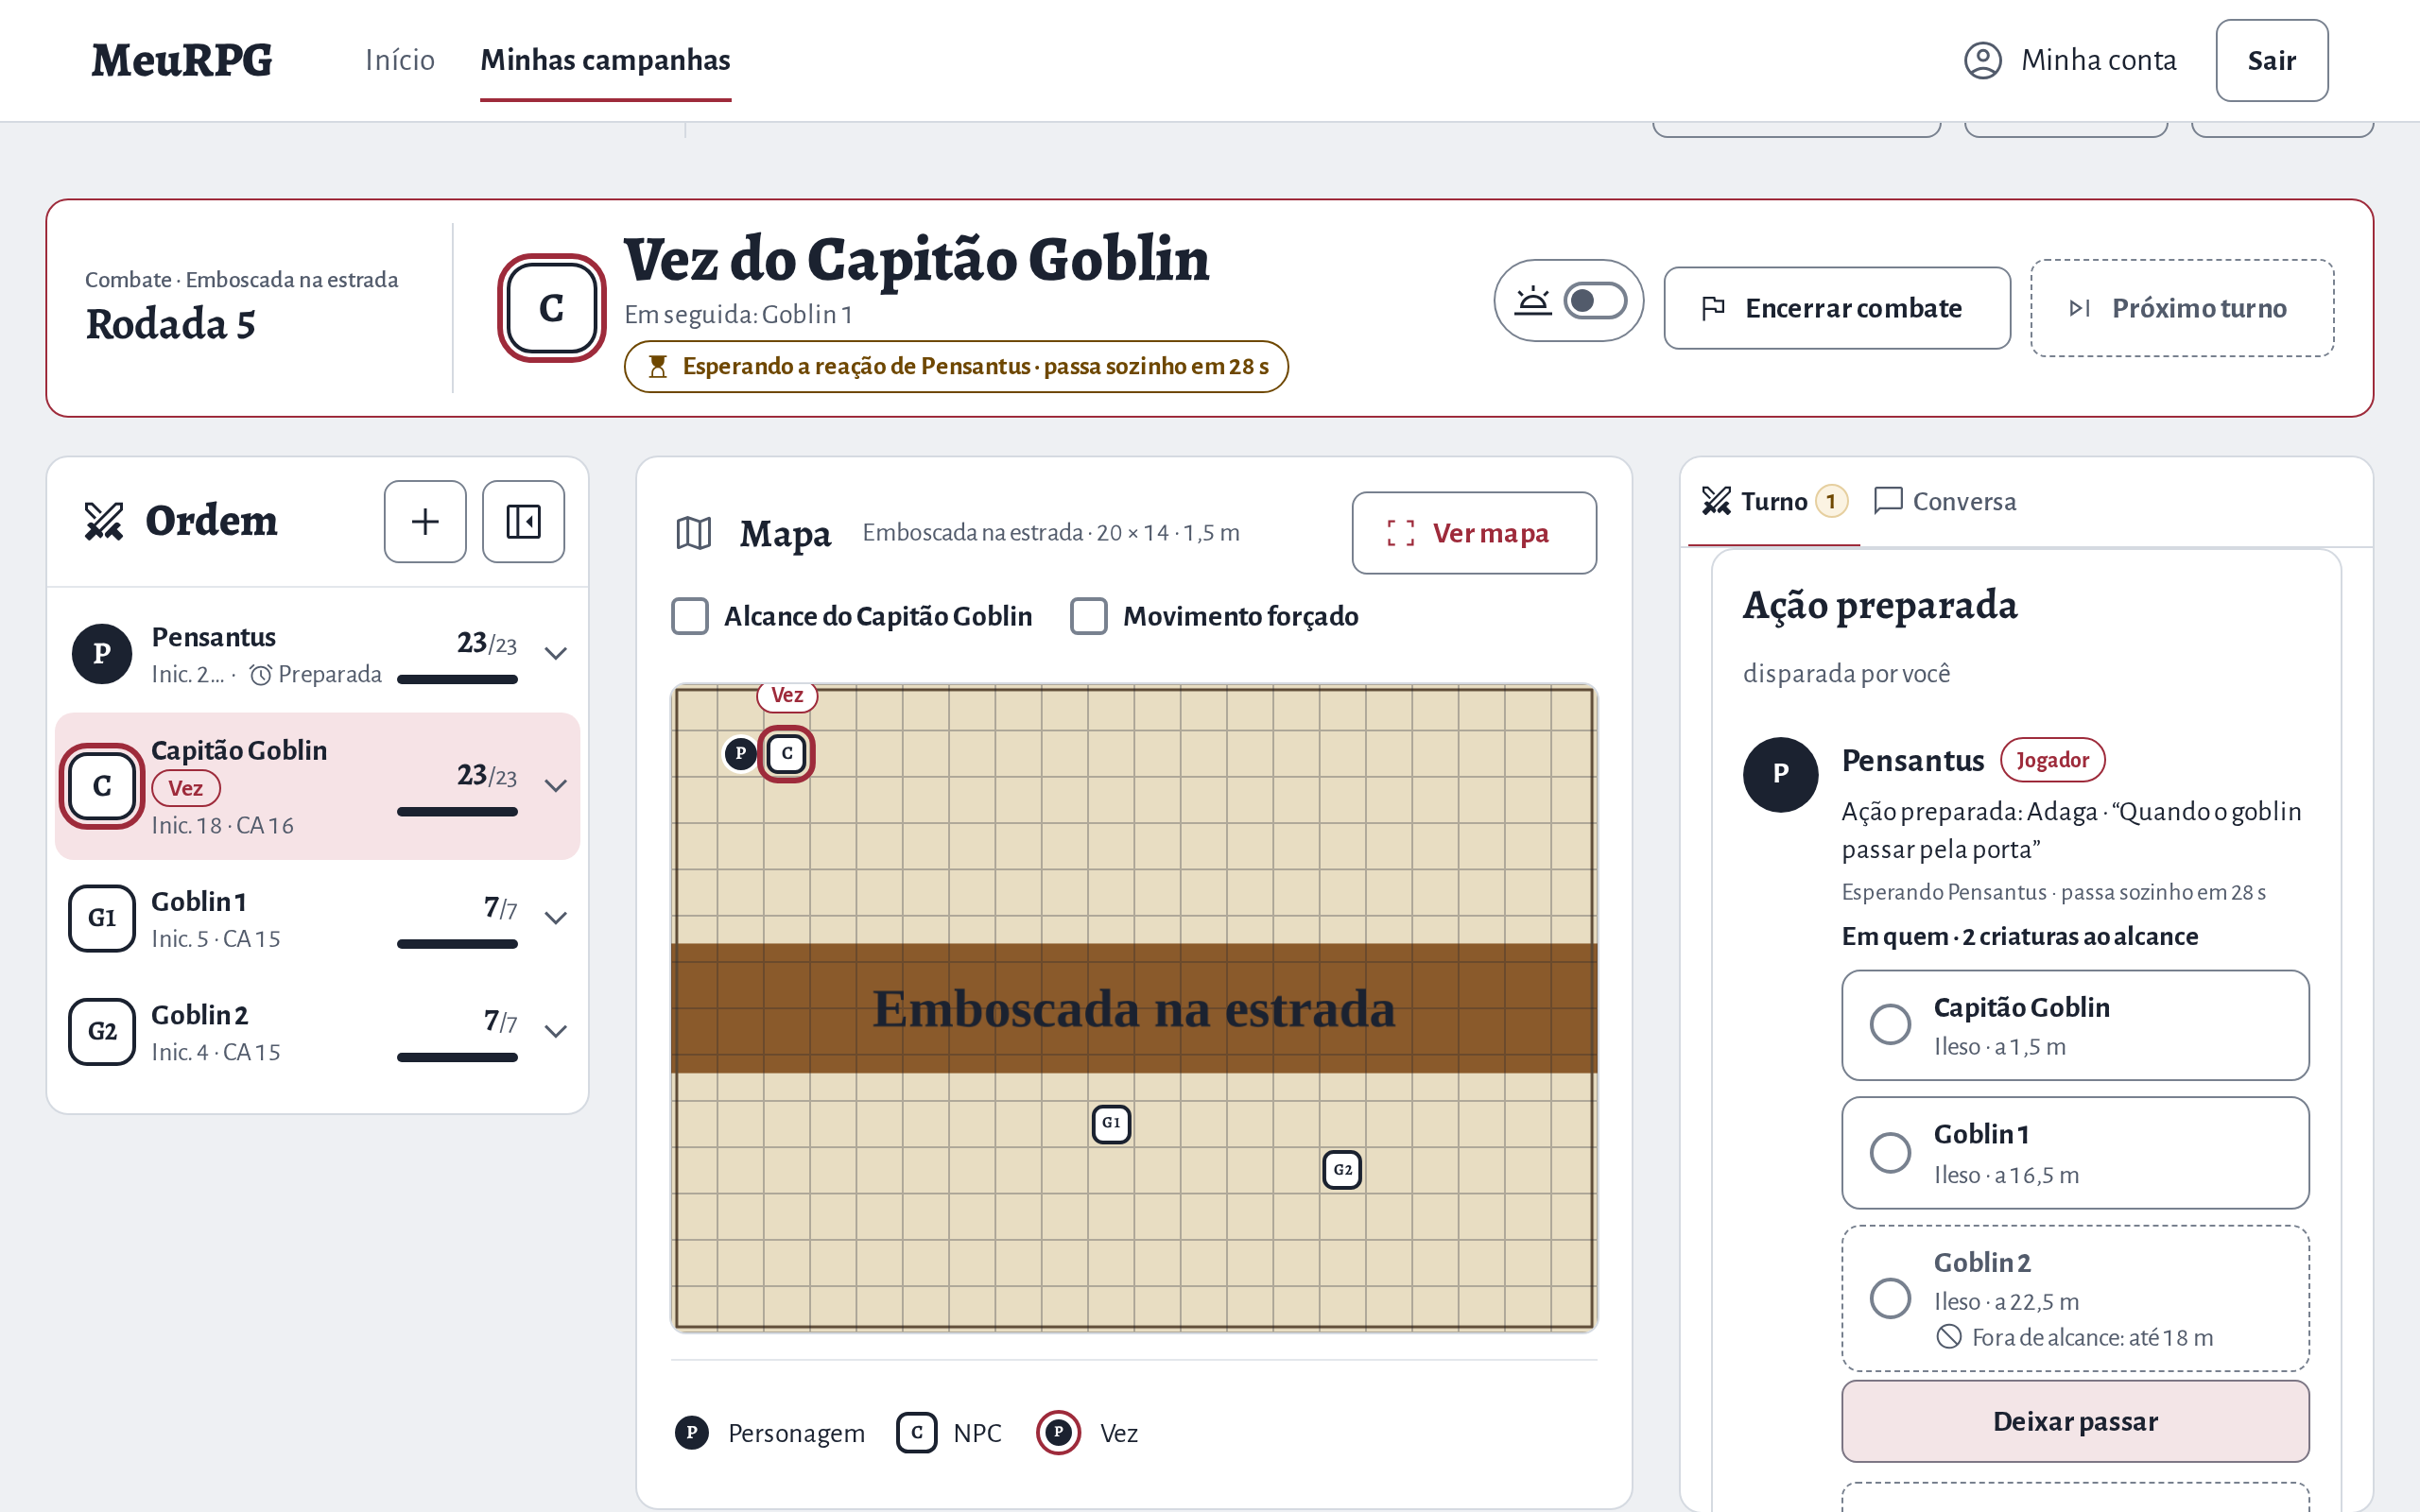 MeuRPG
Início
Minhas campanhas
Minha conta
Sair
Combate · Emboscada na estrada
Rodada 5
C
Vez do Capitão Goblin
Em seguida: Goblin 1
Esperando a reação de Pensantus · passa sozinho em 28 s
Encerrar combate
Próximo turno
Ordem
P
Pensantus
23/23
Inic. 2… · Preparada
C
Capitão Goblin
Vez
23/23
Inic. 18 · CA 16
G1
Goblin 1
7/7
Inic. 5 · CA 15
G2
Goblin 2
7/7
Inic. 4 · CA 15
Mapa
Emboscada na estrada · 20 × 14 · 1,5 m
Ver mapa
Alcance do Capitão Goblin
Movimento forçado
Vez
P
C
Emboscada na estrada
G1
G2
P
Personagem
C
NPC
P
Vez
Turno 1
Conversa
Ação preparada
disparada por você
P
Pensantus
Jogador
Ação preparada: Adaga · “Quando o goblin
passar pela porta”
Esperando Pensantus · passa sozinho em 28 s
Em quem · 2 criaturas ao alcance
Capitão Goblin
Ileso · a 1,5 m
Goblin 1
Ileso · a 16,5 m
Goblin 2
Ileso · a 22,5 m
Fora de alcance: até 18 m
Deixar passar